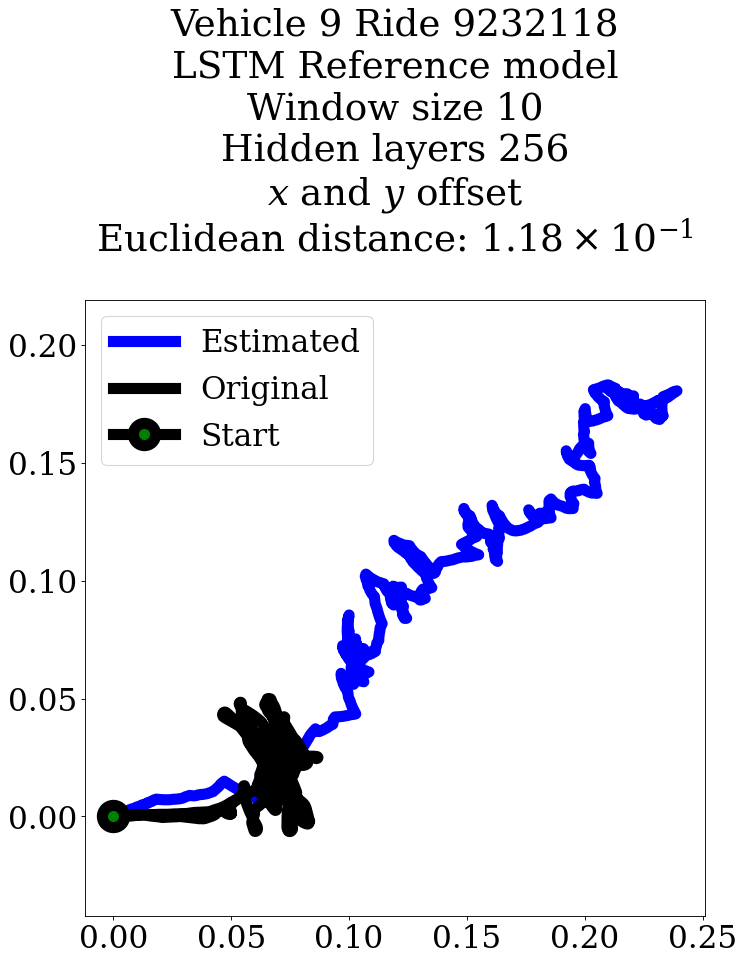 Vehicle 9 Ride 9232118
LSTM Reference model
Window size 10
Hidden layers 256
x and y offset
Euclidean distance: 1.18 × 10⁻¹
Estimated
Original
Start
0.20
0.15
0.10
0.05
0.00
0.00 0.05 0.10 0.15 0.20 0.25